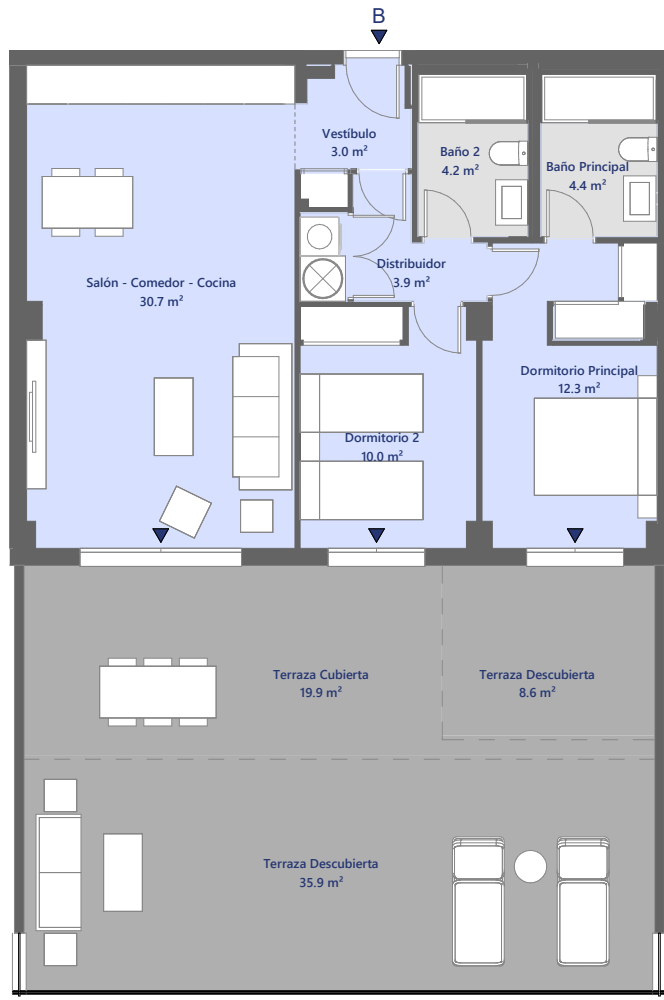 B
Vestíbulo
3.0 m²
Baño 2
4.2 m²
Baño Principal
4.4 m²
Distribuidor
3.9 m²
Salón - Comedor - Cocina
30.7 m²
Dormitorio Principal
12.3 m²
Dormitorio 2
10.0 m²
Terraza Cubierta
19.9 m²
Terraza Descubierta
8.6 m²
Terraza Descubierta
35.9 m²